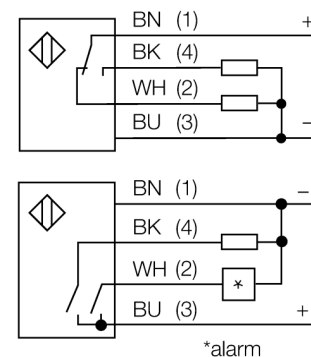 BN (1) +
BK (4)
WH (2)
BU (3) −
BN (1) −
BK (4)
WH (2) *
BU (3) +
*alarm